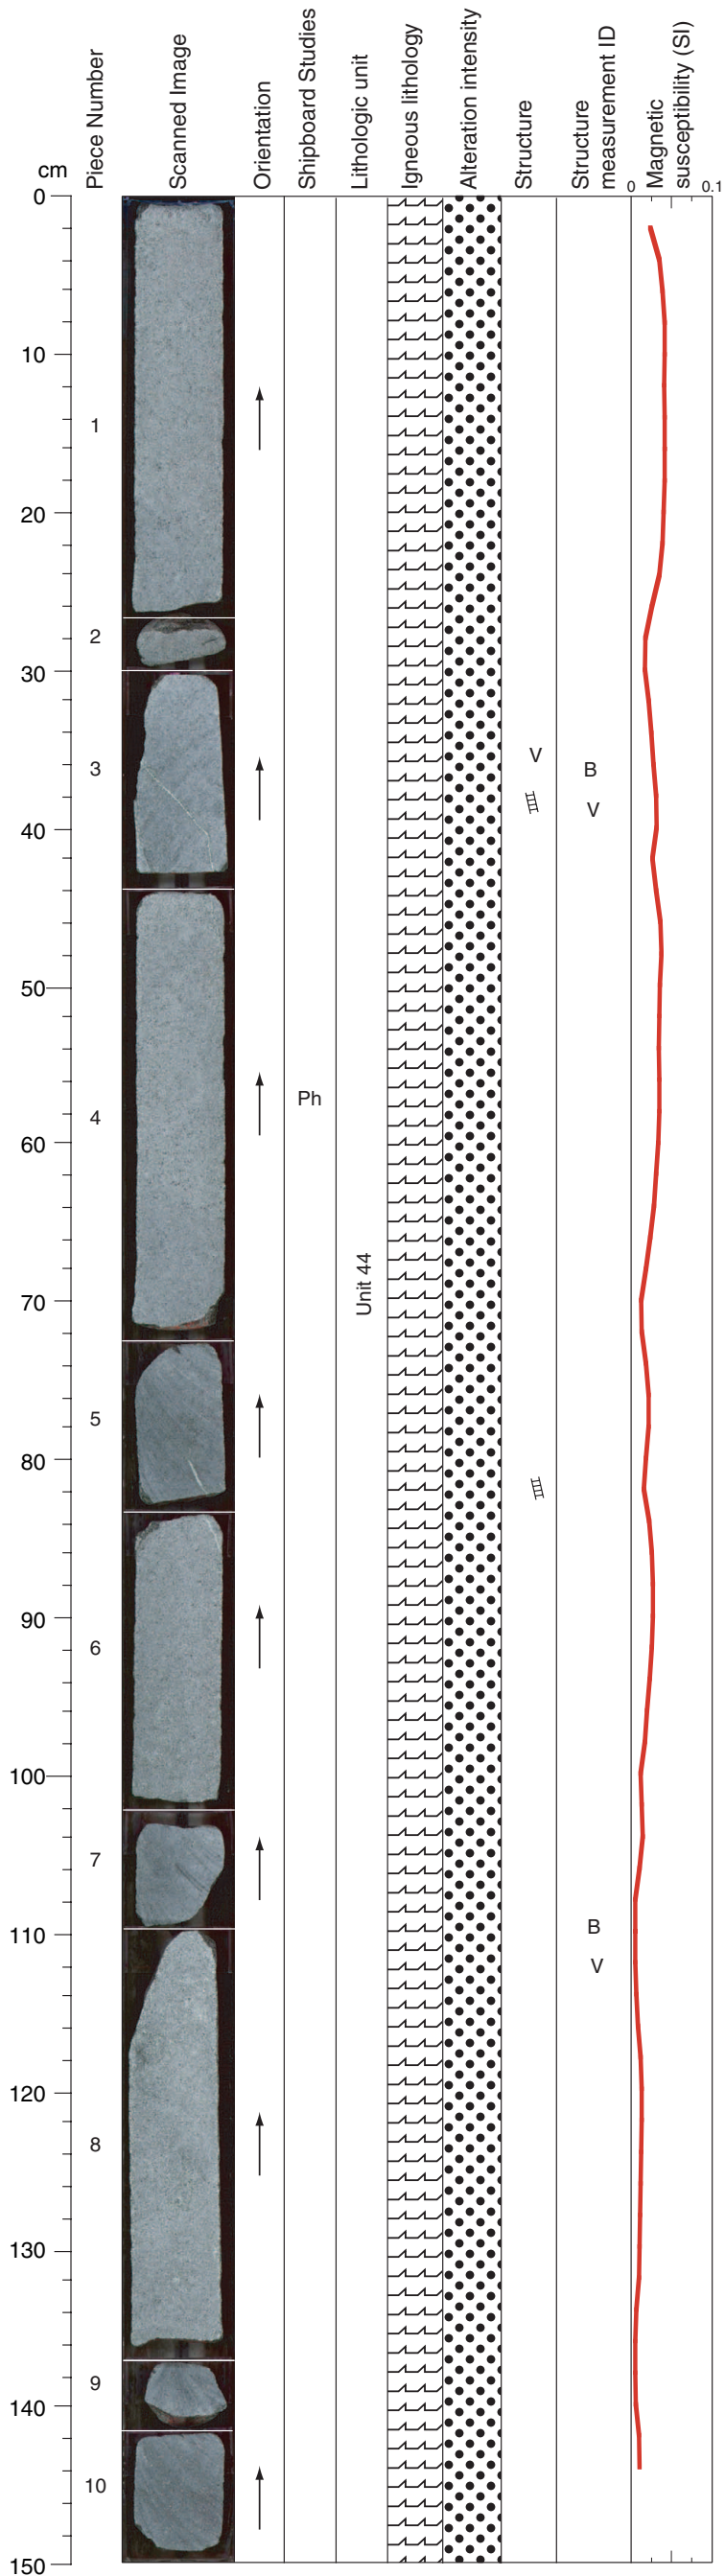 cm
Piece Number
Scanned Image
Orientation
Shipboard Studies
Lithologic unit
Igneous lithology
Alteration intensity
Structure
Structure
measurement ID
Magnetic
susceptibility (SI)
0 0.1
0
10
1
20
2
30
V
3 B
V
40
50
Ph
4
60
Unit 44
70
5
80
90
6
100
7
110 B
V
120
8
130
9
140
10
150